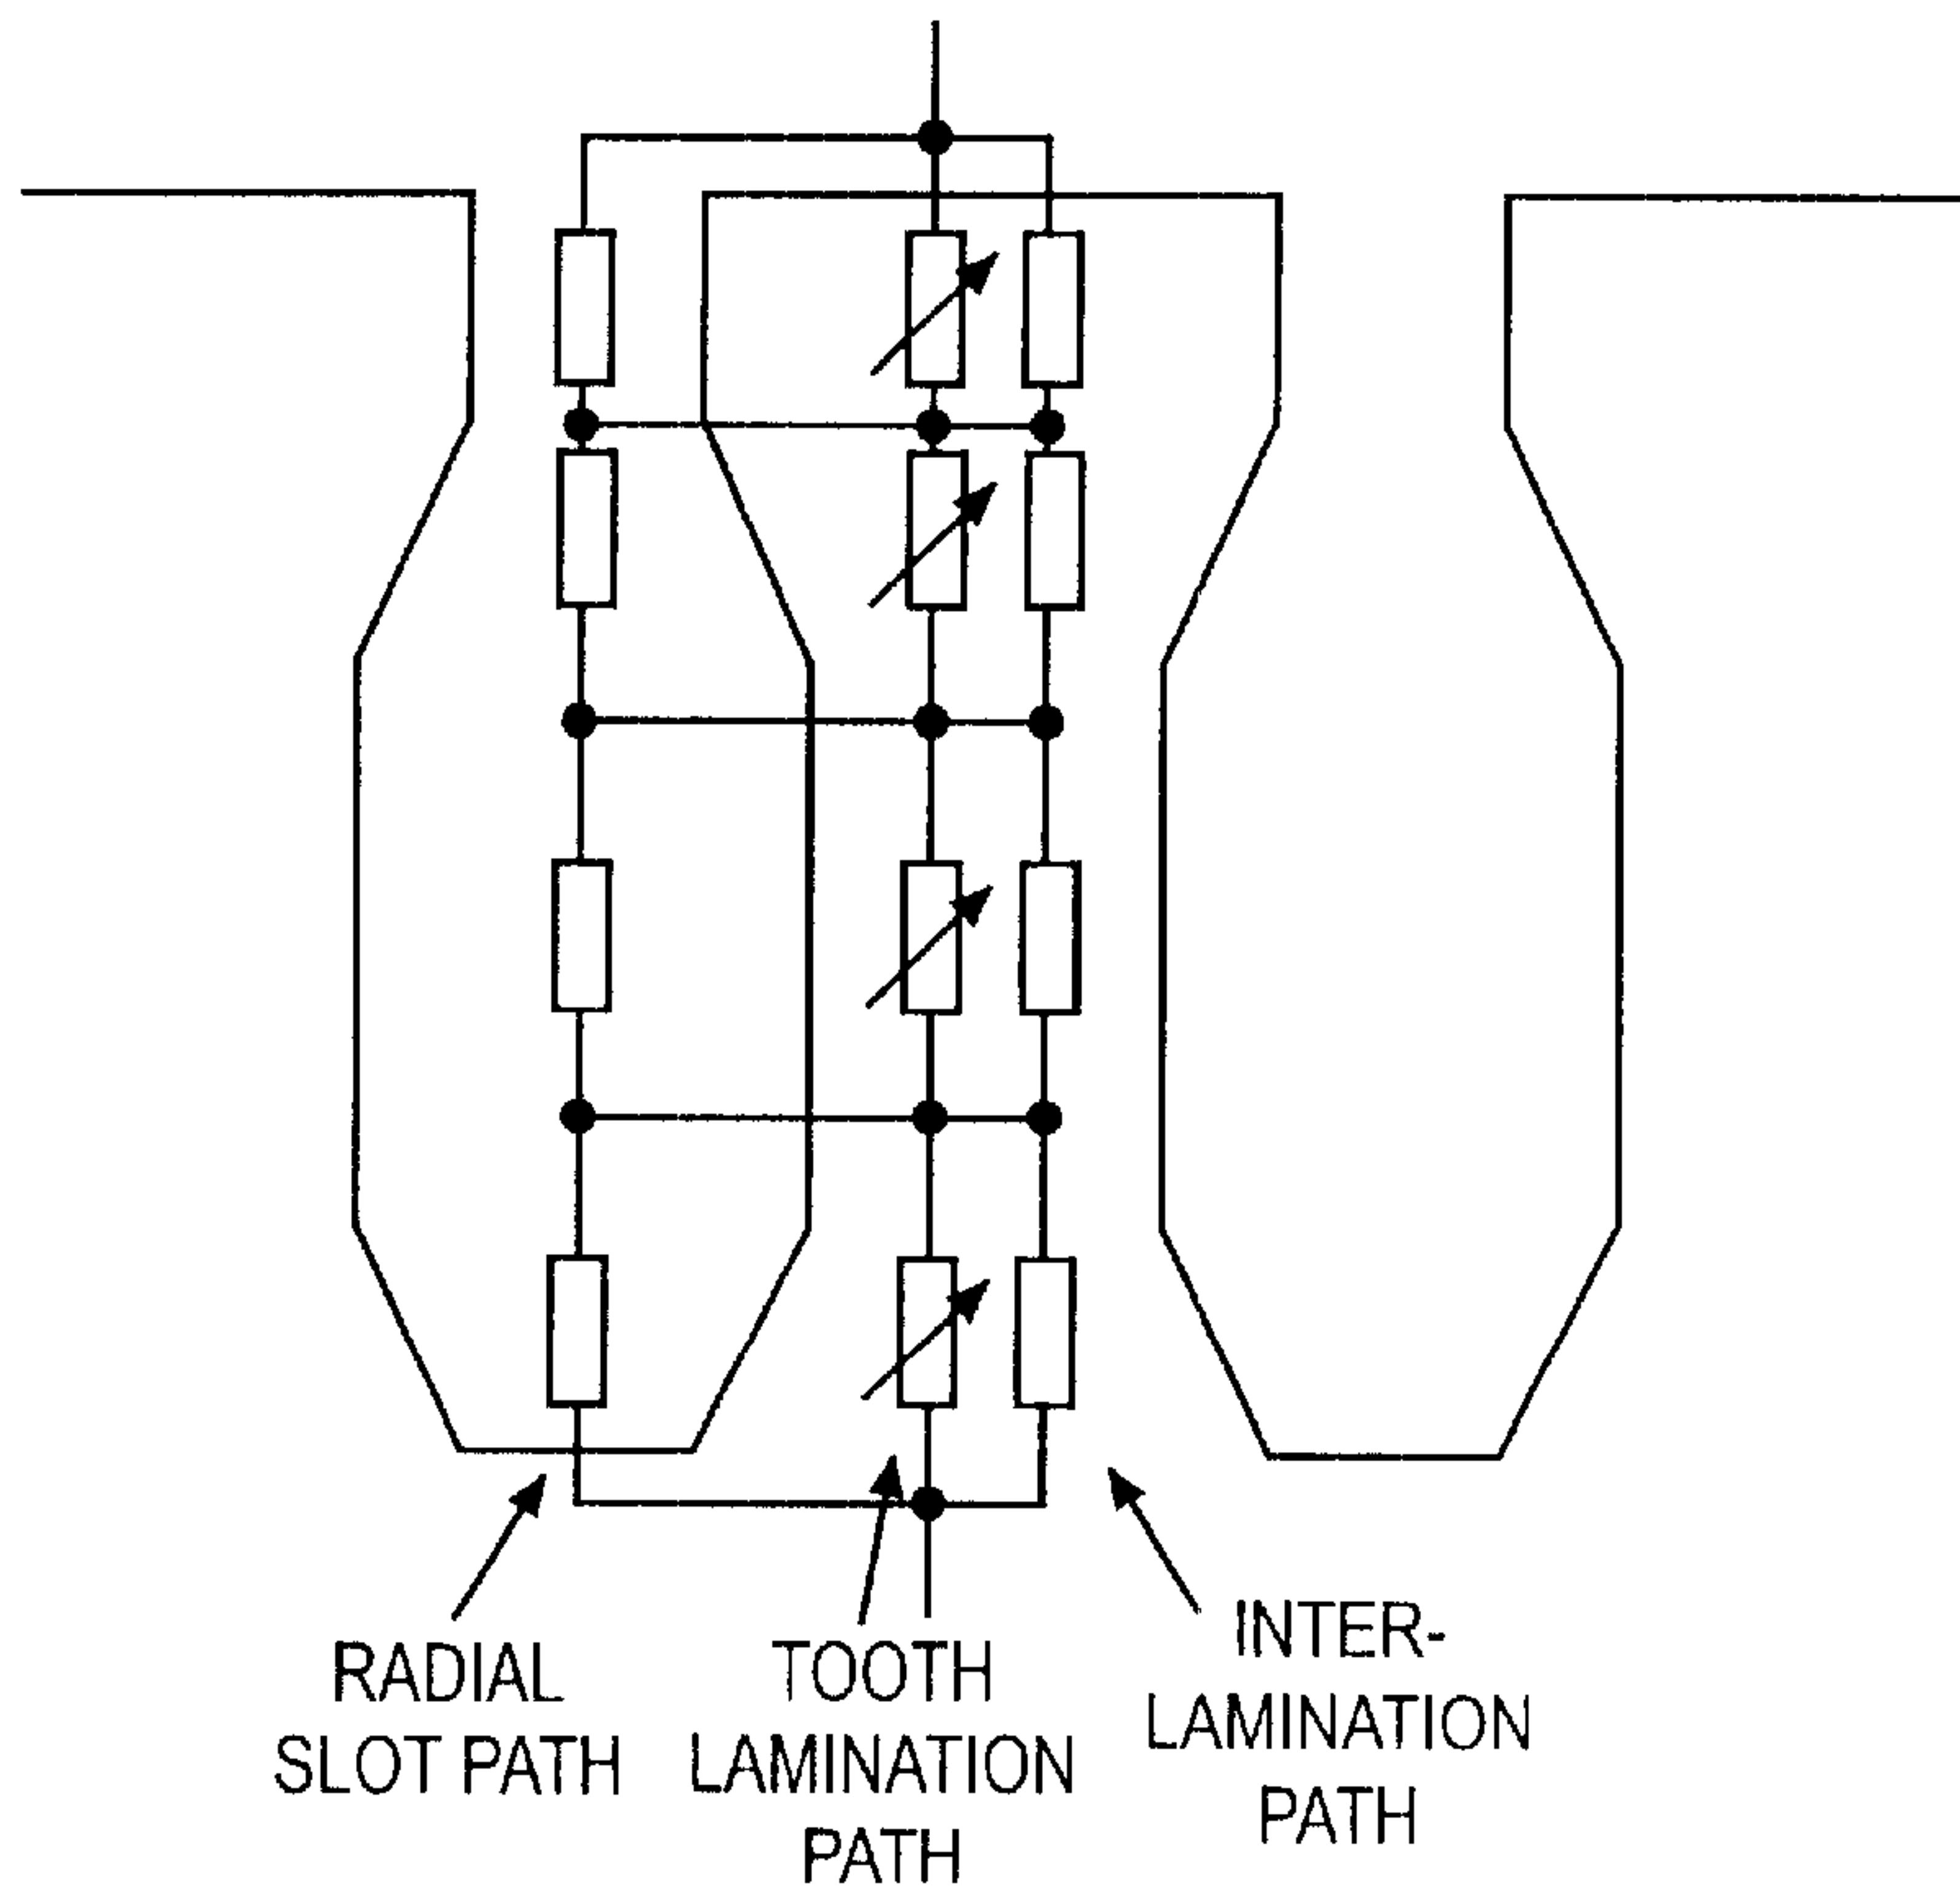 RADIAL
SLOT PATH
TOOTH
LAMINATION
PATH
INTER-
LAMINATION
PATH